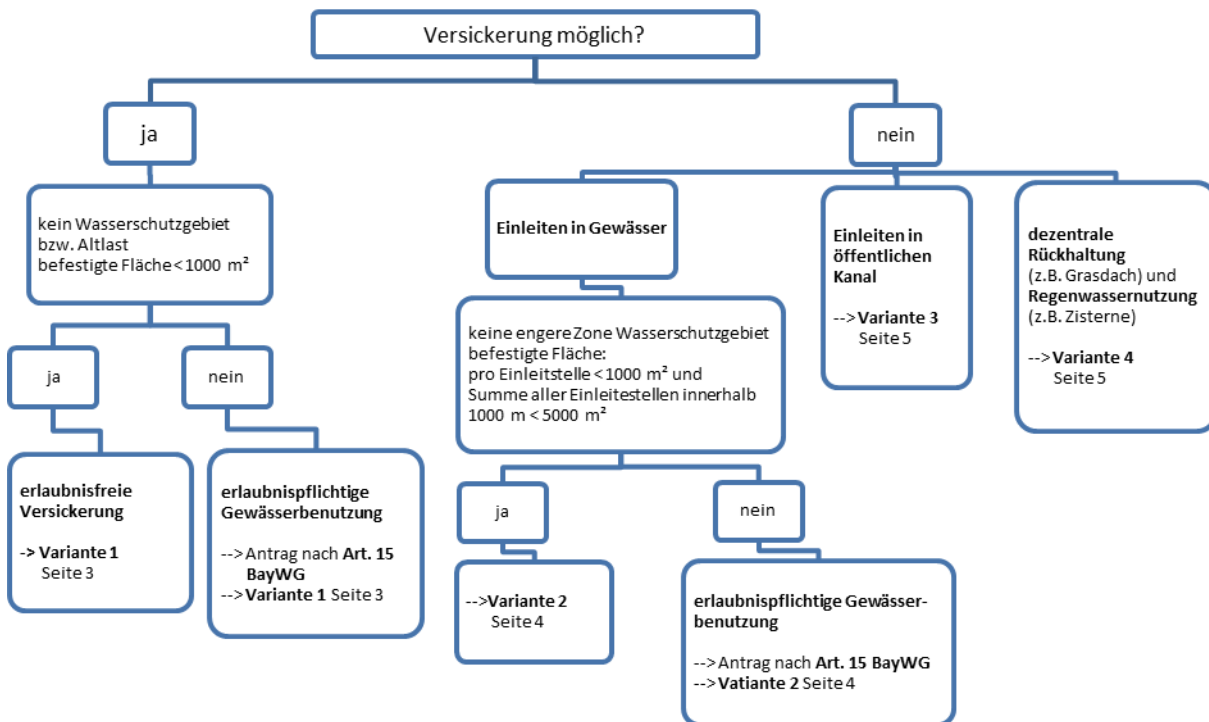 Versickerung möglich?
ja
nein
kein Wasserschutzgebiet
bzw. Altlast
befestigte Fläche < 1000 m²
ja
nein
erlaubnisfreie
Versickerung
-> Variante 1
Seite 3
erlaubnispflichtige
Gewässerbenutzung
--> Antrag nach Art. 15
BayWG
--> Variante 1 Seite 3
Einleiten in Gewässer
keine engere Zone Wasserschutzgebiet
befestigte Fläche:
pro Einleitstelle < 1000 m² und
Summe aller Einleitestellen innerhalb
1000 m < 5000 m²
ja
nein
-->Variante 2
Seite 4
erlaubnispflichtige Gewässer-
benutzung
--> Antrag nach Art. 15 BayWG
--> Vatiante 2 Seite 4
Einleiten in
öffentlichen
Kanal
--> Variante 3
Seite 5
dezentrale
Rückhaltung
(z.B. Grasdach) und
Regenwassernutzung
(z.B. Zisterne)
--> Variante 4
Seite 5